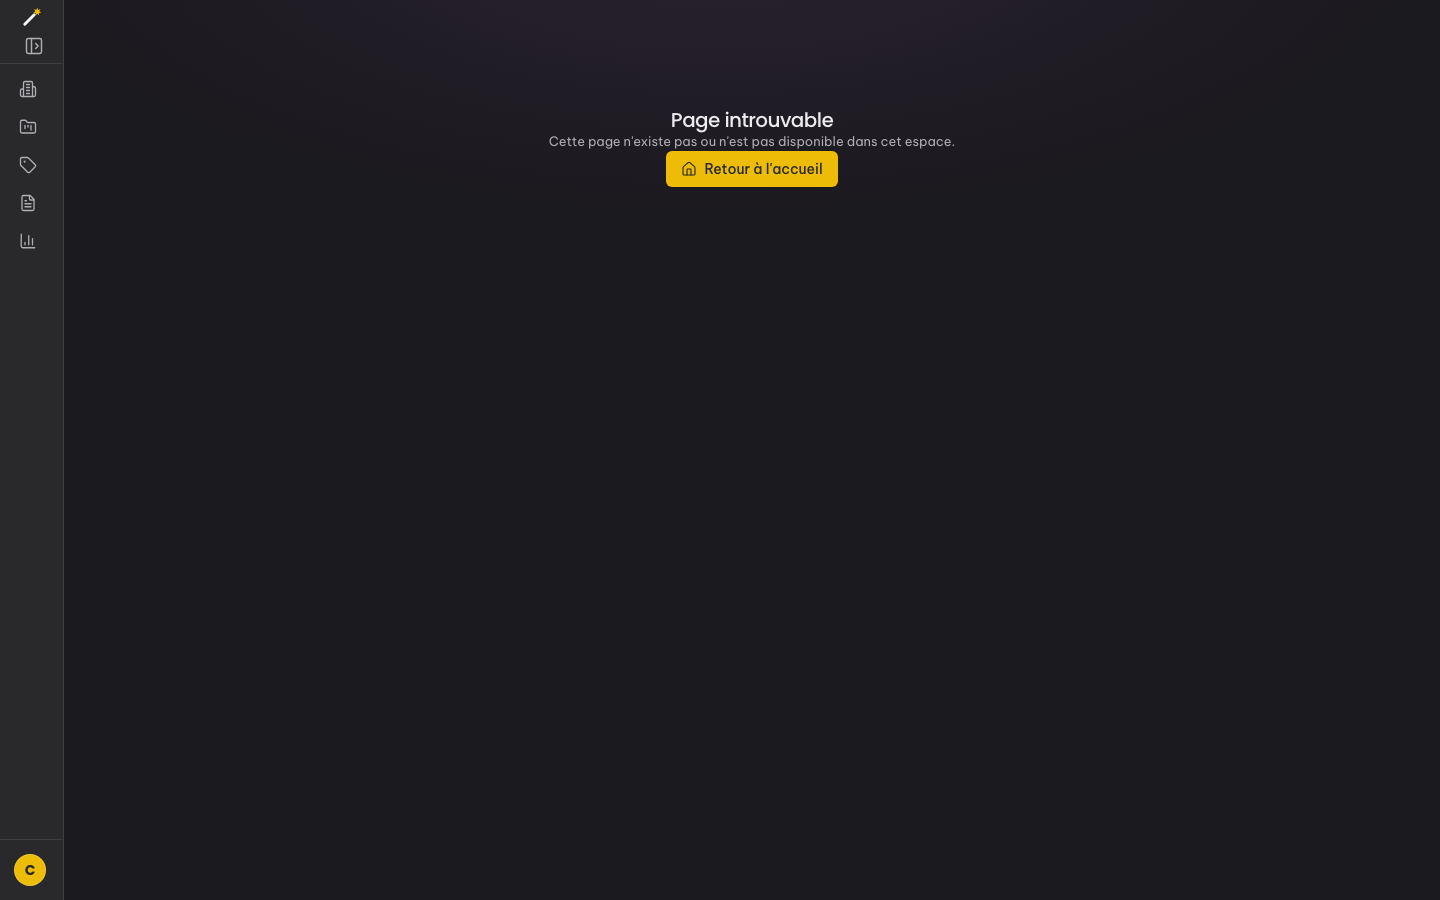 Page introuvable
Cette page n'existe pas ou n'est pas disponible dans cet espace.
Retour à l'accueil
C